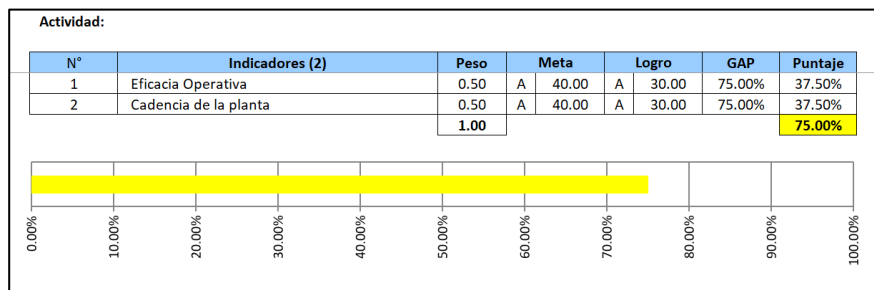 Actividad:
N° Indicadores (2) Peso Meta Logro GAP Puntaje
1 Eficacia Operativa 0.50 A 40.00 A 30.00 75.00% 37.50%
2 Cadencia de la planta 0.50 A 40.00 A 30.00 75.00% 37.50%
1.00 75.00%
0.00% 10.00% 20.00% 30.00% 40.00% 50.00% 60.00% 70.00% 80.00% 90.00% 100.00%